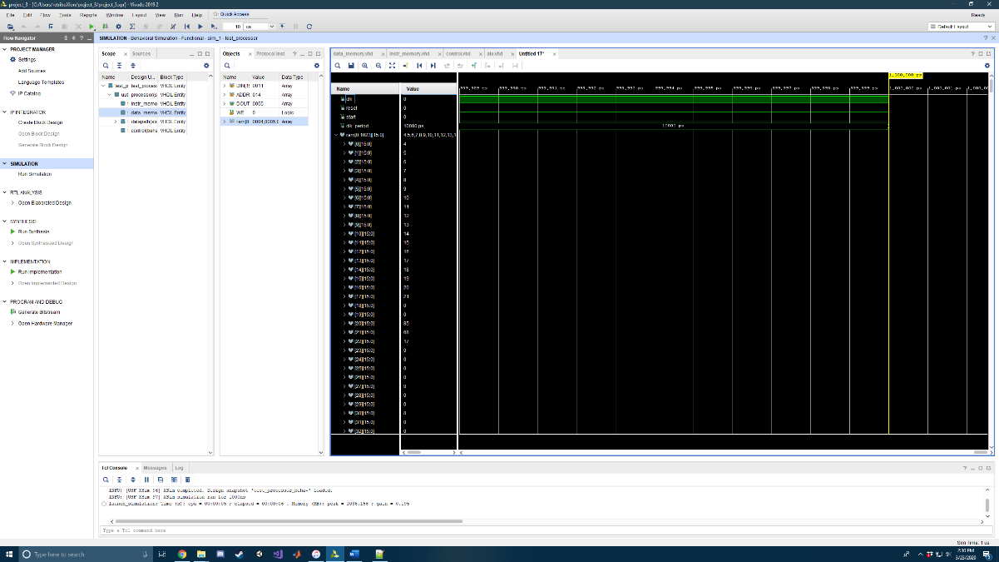 project_3 - [C:/Users/retributXion/project_3/project_3.xpr] - Vivado 2019.2
File Edit Flow Tools Reports Window Layout View Run Help Quick Access
Ready
10 us Default Layout
Flow Navigator
SIMULATION - Behavioral Simulation - Functional - sim_1 - test_processor
PROJECT MANAGER
Settings
Add Sources
Language Templates
IP Catalog
IP INTEGRATOR
Create Block Design
Open Block Design
Generate Block Design
SIMULATION
Run Simulation
RTL ANALYSIS
Open Elaborated Design
SYNTHESIS
Run Synthesis
Open Synthesized Design
IMPLEMENTATION
Run Implementation
Open Implemented Design
PROGRAM AND DEBUG
Generate Bitstream
Open Hardware Manager
Scope Sources
Name Design U... Block Type
test_p test_process VHDL Entity
uut processor(s VHDL Entity
instr_memo VHDL Entity
data_memo VHDL Entity
datapath(str VHDL Entity
control(beha VHDL Entity
Objects Protocol Inst
Name Value Data Type
DIN[1 0011 Array
ADDR 014 Array
DOUT 0055 Array
WE 0 Logic
ram[0 0004,0005,0 Array
data_memory.vhd instr_memory.vhd control.vhd alu.vhd Untitled 17*
1,000,000 ps
Name Value
999,989 ps 999,990 ps 999,991 ps 999,992 ps 999,993 ps 999,994 ps 999,995 ps 999,996 ps 999,997 ps 999,998 ps 999,999 ps 1,000,000 ps 1,000,001 ps
clk 0
reset 0
start 0
clk_period 10000 ps
10000 ps
ram[0:1023][15:0] 4,5,6,7,8,9,10,11,12,13,1
[0][15:0] 4
[1][15:0] 5
[2][15:0] 6
[3][15:0] 7
[4][15:0] 8
[5][15:0] 9
[6][15:0] 10
[7][15:0] 11
[8][15:0] 12
[9][15:0] 13
[10][15:0] 14
[11][15:0] 15
[12][15:0] 16
[13][15:0] 17
[14][15:0] 18
[15][15:0] 19
[16][15:0] 20
[17][15:0] 21
[18][15:0] 0
[19][15:0] 0
[20][15:0] 85
[21][15:0] 68
[22][15:0] 17
[23][15:0] 0
[24][15:0] 0
[25][15:0] 0
[26][15:0] 0
[27][15:0] 0
[28][15:0] 0
[29][15:0] 0
[30][15:0] 0
[31][15:0] 0
[32][15:0] 0
Tcl Console Messages Log
INFO: [USF-XSim-96] XSim completed. Design snapshot 'test_processor_behav' loaded.
INFO: [USF-XSim-97] XSim simulation ran for 1000ns
launch_simulation: Time (s): cpu = 00:00:05 ; elapsed = 00:00:06 . Memory (MB): peak = 1096.156 ; gain = 0.195
Type a Tcl command here
Sim Time: 1 us
Type here to search
2:30 PM
3/23/2020